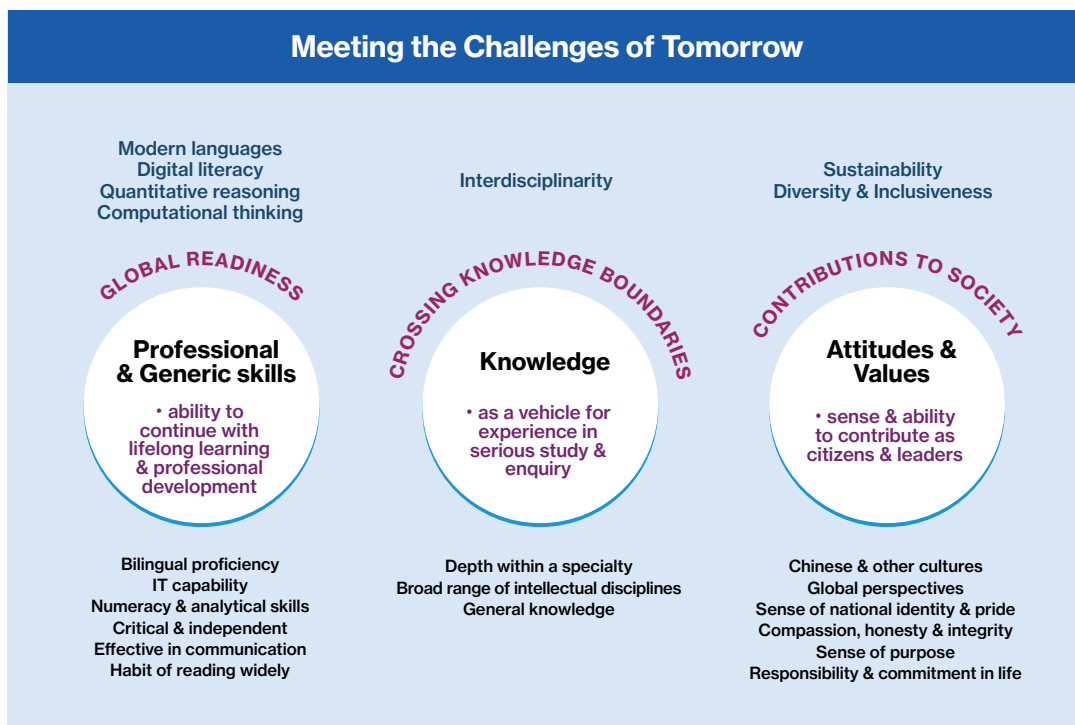 Meeting the Challenges of Tomorrow
Modern languages
Digital literacy
Quantitative reasoning
Computational thinking
GLOBAL READINESS
Professional
& Generic skills
• ability to
continue with
lifelong learning
& professional
development
Bilingual proficiency
IT capability
Numeracy & analytical skills
Critical & independent
Effective in communication
Habit of reading widely
Interdisciplinarity
CROSSING KNOWLEDGE BOUNDARIES
Knowledge
• as a vehicle for
experience in
serious study &
enquiry
Depth within a specialty
Broad range of intellectual disciplines
General knowledge
Sustainability
Diversity & Inclusiveness
CONTRIBUTIONS TO SOCIETY
Attitudes &
Values
• sense & ability
to contribute as
citizens & leaders
Chinese & other cultures
Global perspectives
Sense of national identity & pride
Compassion, honesty & integrity
Sense of purpose
Responsibility & commitment in life